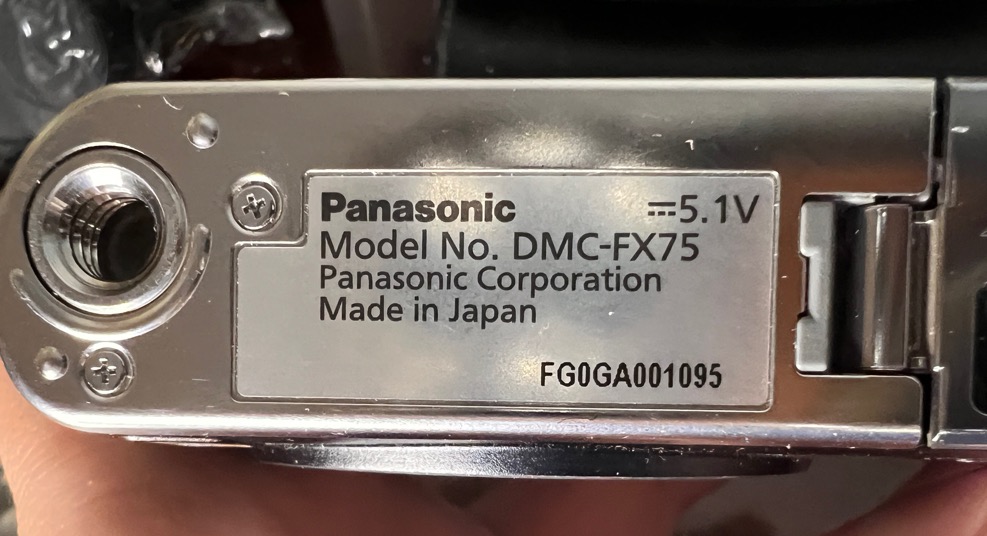 Panasonic ⎓5.1V
Model No. DMC-FX75
Panasonic Corporation
Made in Japan
FG0GA001095